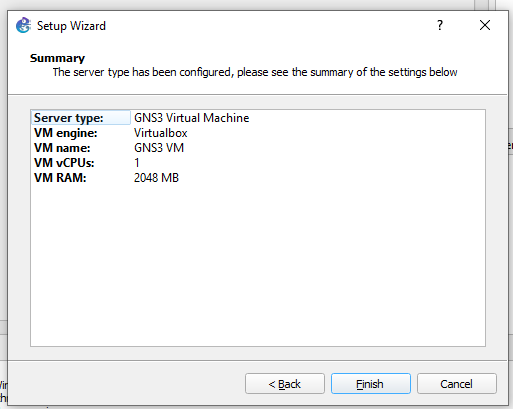 Setup Wizard
?
Summary
The server type has been configured, please see the summary of the settings below
Server type: GNS3 Virtual Machine
VM engine: Virtualbox
VM name: GNS3 VM
VM vCPUs: 1
VM RAM: 2048 MB
< Back Finish Cancel